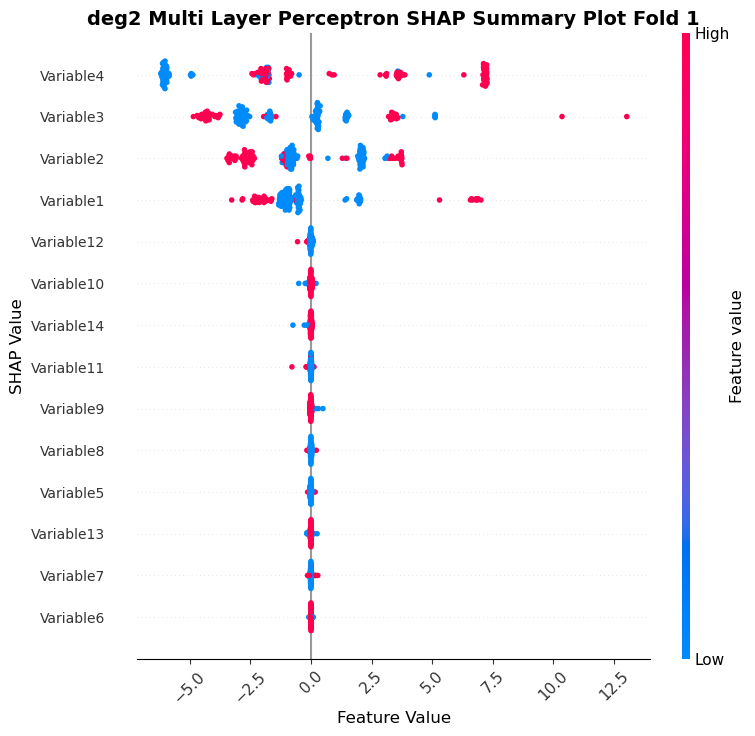 deg2 Multi Layer Perceptron SHAP Summary Plot Fold 1
High
Variable4
Variable3
Variable2
Variable1
Variable12
Variable10
Variable14
Variable11
Variable9
Variable8
Variable5
Variable13
Variable7
Variable6
SHAP Value
Feature value
Low
−5.0 −2.5 0.0 2.5 5.0 7.5 10.0 12.5
Feature Value